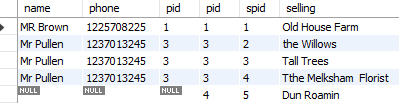 name phone pid pid spid selling
MR Brown 1225708225 1 1 1 Old House Farm
Mr Pullen 1237013245 3 3 2 the Willows
Mr Pullen 1237013245 3 3 3 Tall Trees
Mr Pullen 1237013245 3 3 4 Tthe Melksham Florist
NULL NULL NULL 4 5 Dun Roamin